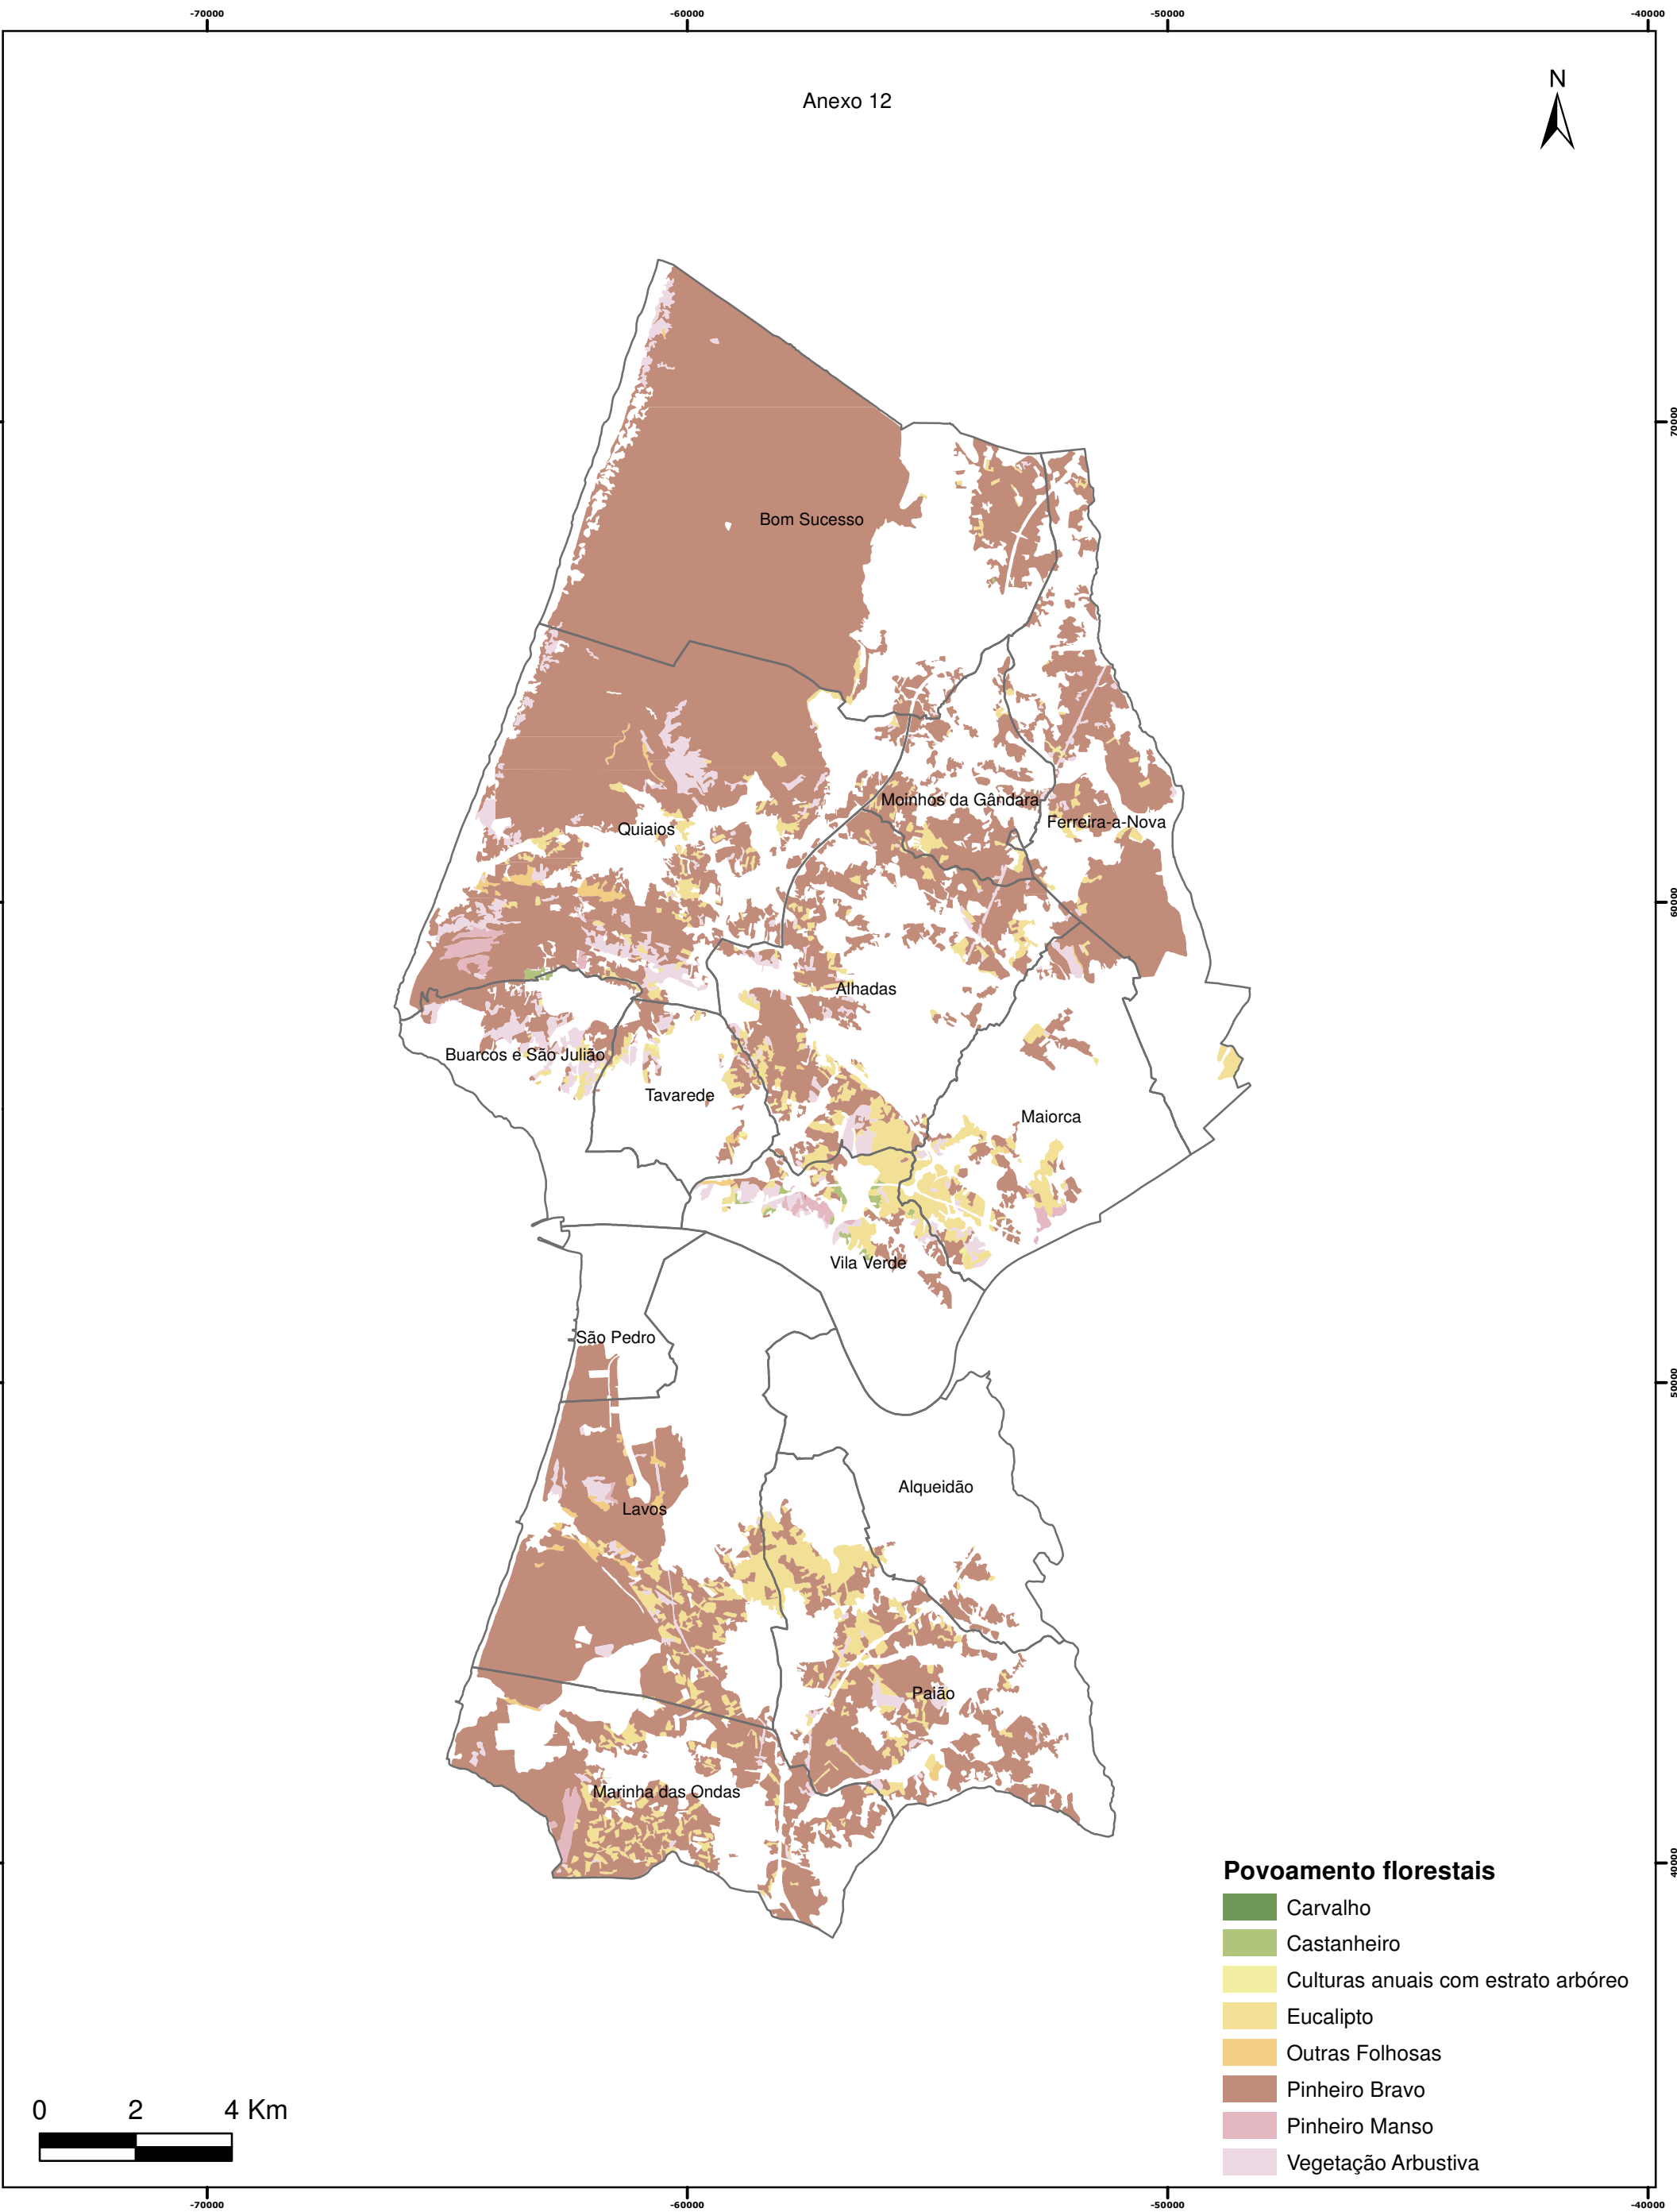 -70000
-60000
-50000
-40000
N
Anexo 12
70000
Bom Sucesso
Moinhos da Gândara
Ferreira-a-Nova
Quiaios
60000
Alhadas
Buarcos e São Julião
Tavarede
Maiorca
Vila Verde
São Pedro
50000
Alqueidão
Lavos
Paião
Marinha das Ondas
40000
Povoamento florestais
Carvalho
Castanheiro
Culturas anuais com estrato arbóreo
Eucalipto
Outras Folhosas
Pinheiro Bravo
Pinheiro Manso
Vegetação Arbustiva
0 2 4 Km
-70000
-60000
-50000
-40000